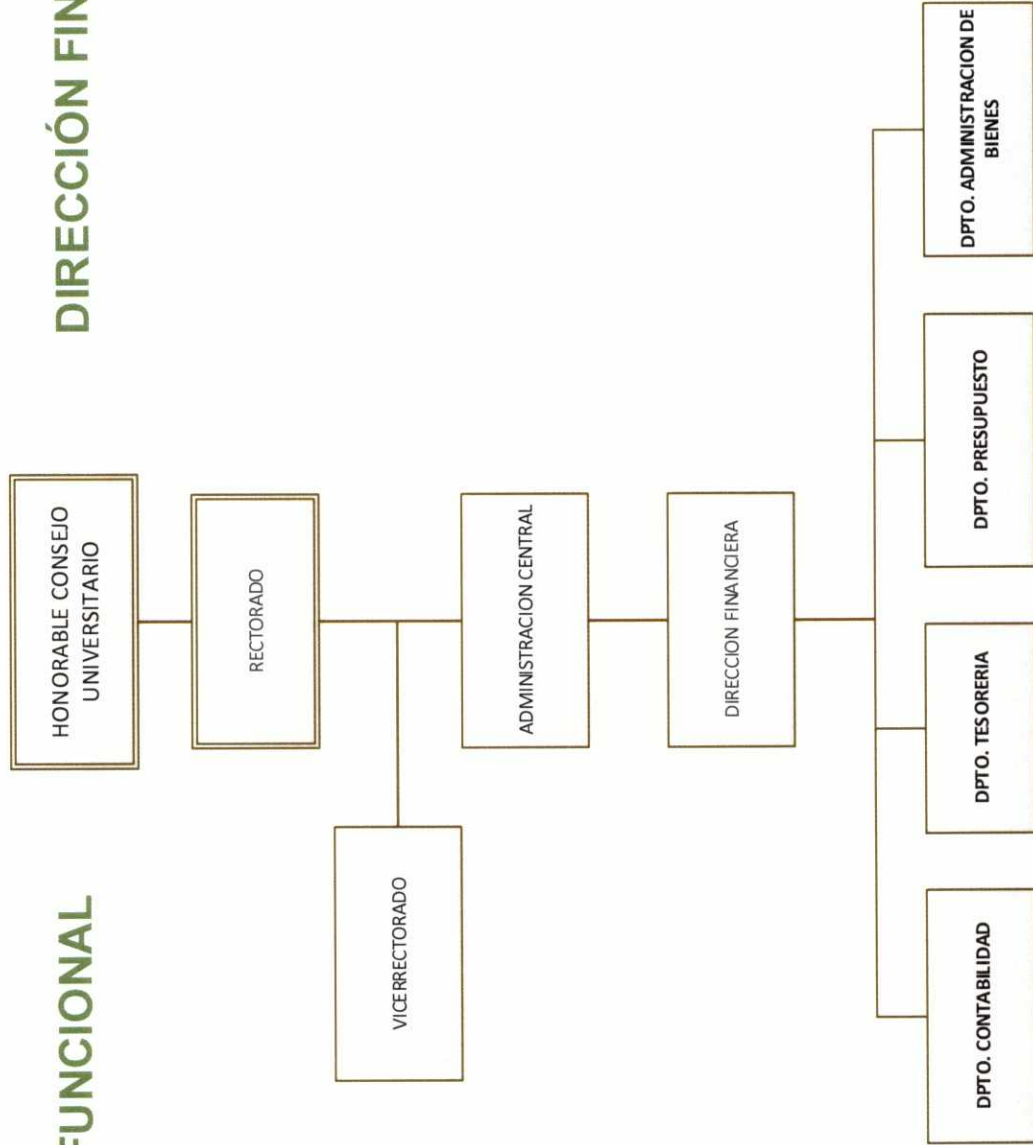 FUNCIONAL
DIRECCIÓN FIN
HONORABLE CONSEJO
UNIVERSITARIO
RECTORADO
VICERRECTORADO
ADMINISTRACION CENTRAL
DIRECCION FINANCIERA
DPTO. CONTABILIDAD
DPTO. TESORERIA
DPTO. PRESUPUESTO
DPTO. ADMINISTRACION DE
BIENES